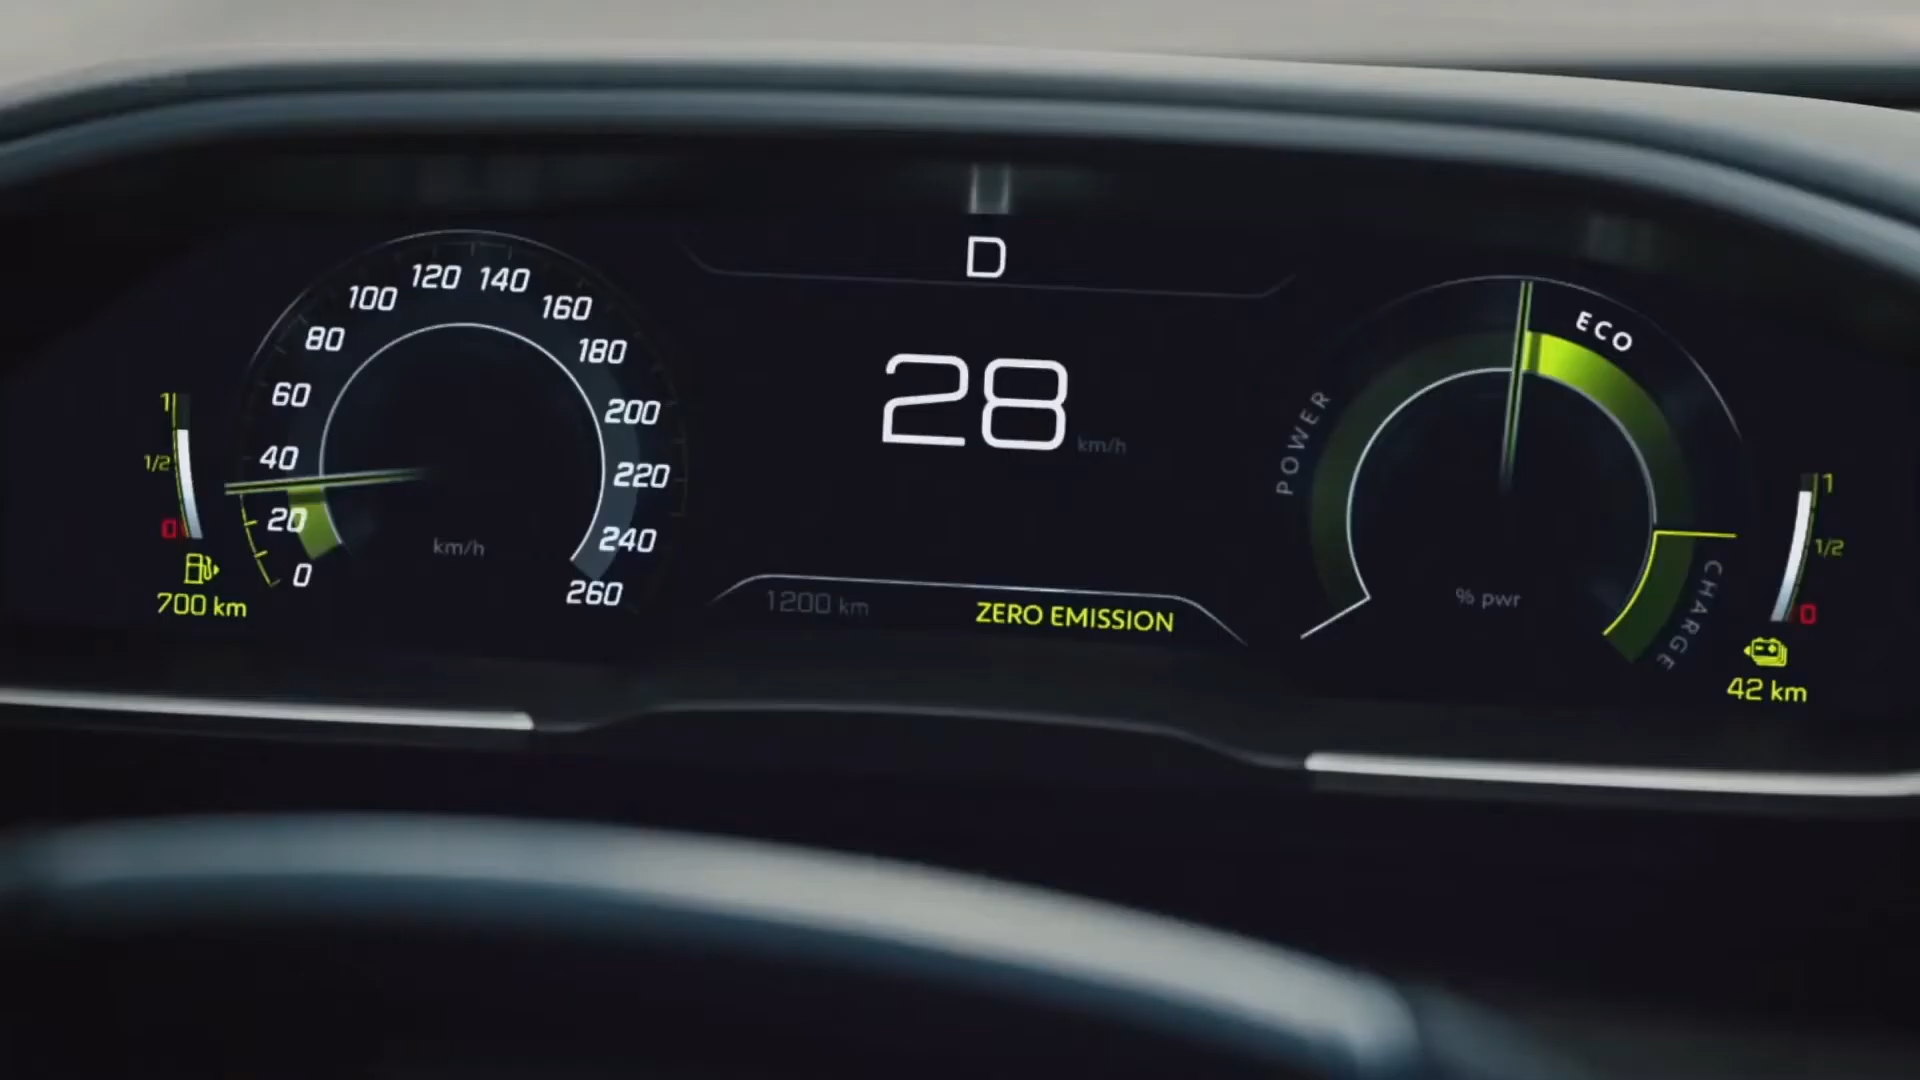 D
120 140
100 160
80 180
60 200
40 220
20 240
0 260
km/h
1
1/2
0
700 km
28 km/h
1200 km
ZERO EMISSION
POWER
ECO
CHARGE
% pwr
1
1/2
0
42 km